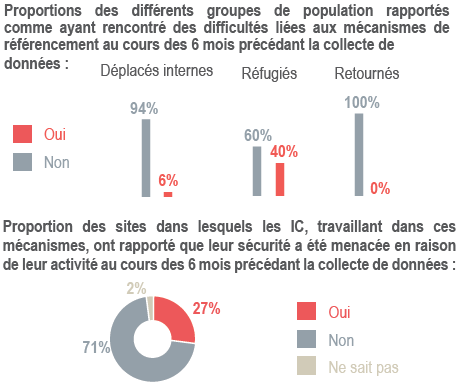 Proportions des différents groupes de population rapportés
comme ayant rencontré des difficultés liées aux mécanismes de
référencement au cours des 6 mois précédant la collecte de
données :
Déplacés internes Réfugiés Retournés
94% 6% 60% 40% 100% 0%
Oui
Non
Proportion des sites dans lesquels les IC, travaillant dans ces
mécanismes, ont rapporté que leur sécurité a été menacée en raison
de leur activité au cours des 6 mois précédant la collecte de données :
2%
27%
71%
Oui
Non
Ne sait pas